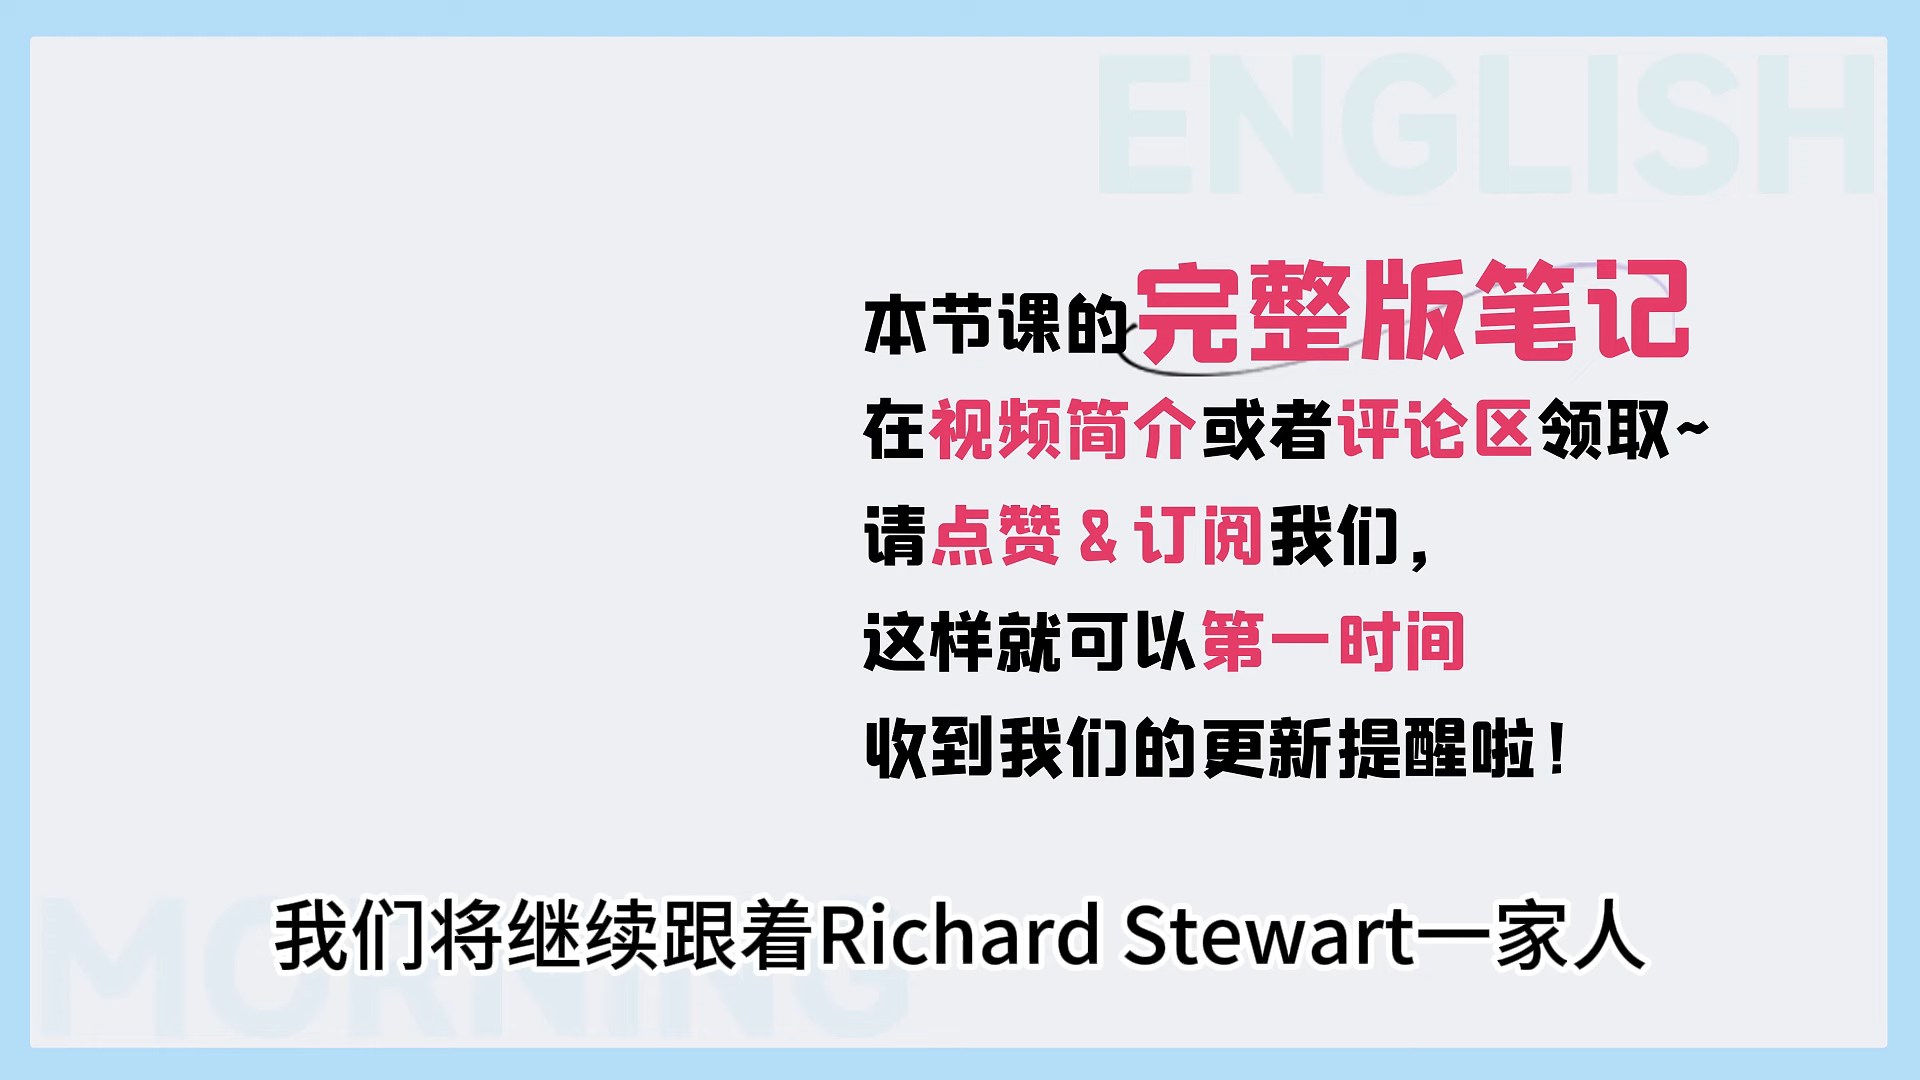 ENGLISH
本节课的完整版笔记
在视频简介或者评论区领取~
请点赞&订阅我们,
这样就可以第一时间
收到我们的更新提醒啦!
我们将继续跟着Richard Stewart一家人
MORNING